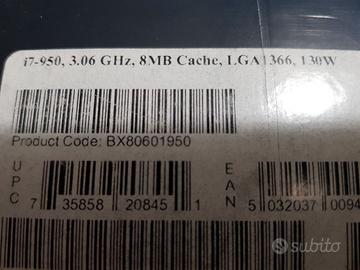 i7-950, 3.06 GHz, 8MB Cache, LGA1366, 130W
Product Code: BX80601950
UPC
7 35858 20845 1
EAN
5 032037 0094
subito